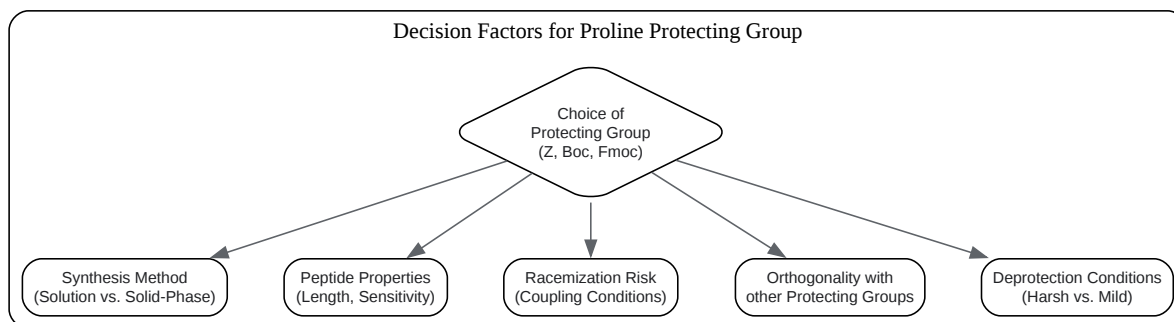 Decision Factors for Proline Protecting Group
Choice of
Protecting Group
(Z, Boc, Fmoc)
Synthesis Method
(Solution vs. Solid-Phase)
Peptide Properties
(Length, Sensitivity)
Racemization Risk
(Coupling Conditions)
Orthogonality with
other Protecting Groups
Deprotection Conditions
(Harsh vs. Mild)